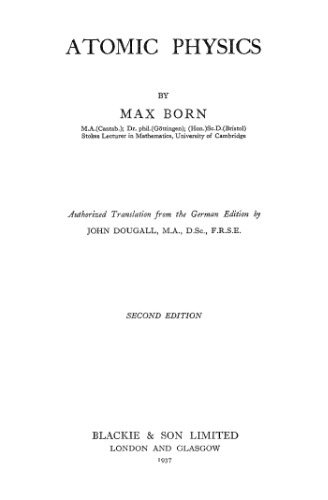 ATOMIC PHYSICS
BY
MAX BORN
M.A.(Cantab.); Dr. phil.(Göttingen); (Hon.)Sc.D.(Bristol)
Stokes Lecturer in Mathematics, University of Cambridge
Authorized Translation from the German Edition by
JOHN DOUGALL, M.A., D.Sc., F.R.S.E.
SECOND EDITION
BLACKIE & SON LIMITED
LONDON AND GLASGOW
1937